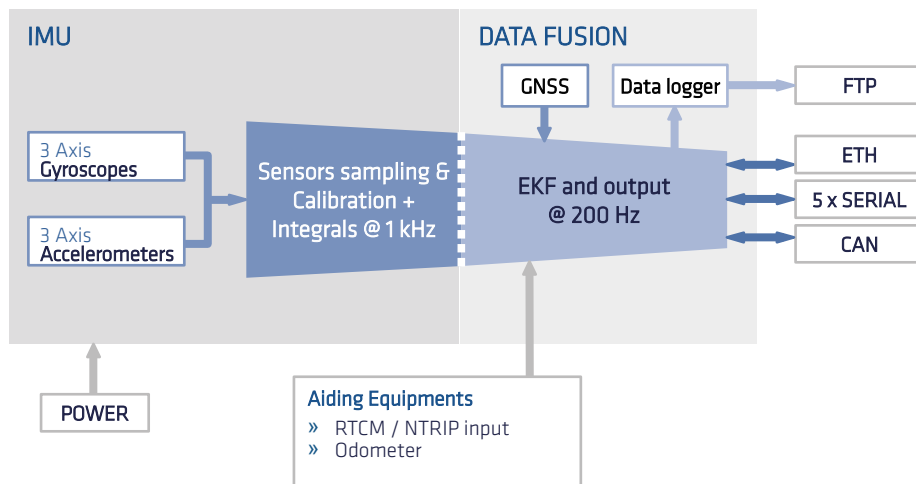 IMU
DATA FUSION
GNSS
Data logger
FTP
3 Axis
Gyroscopes
3 Axis
Accelerometers
Sensors sampling &
Calibration +
Integrals @ 1 kHz
EKF and output
@ 200 Hz
ETH
5 x SERIAL
CAN
POWER
Aiding Equipments
» RTCM / NTRIP input
» Odometer